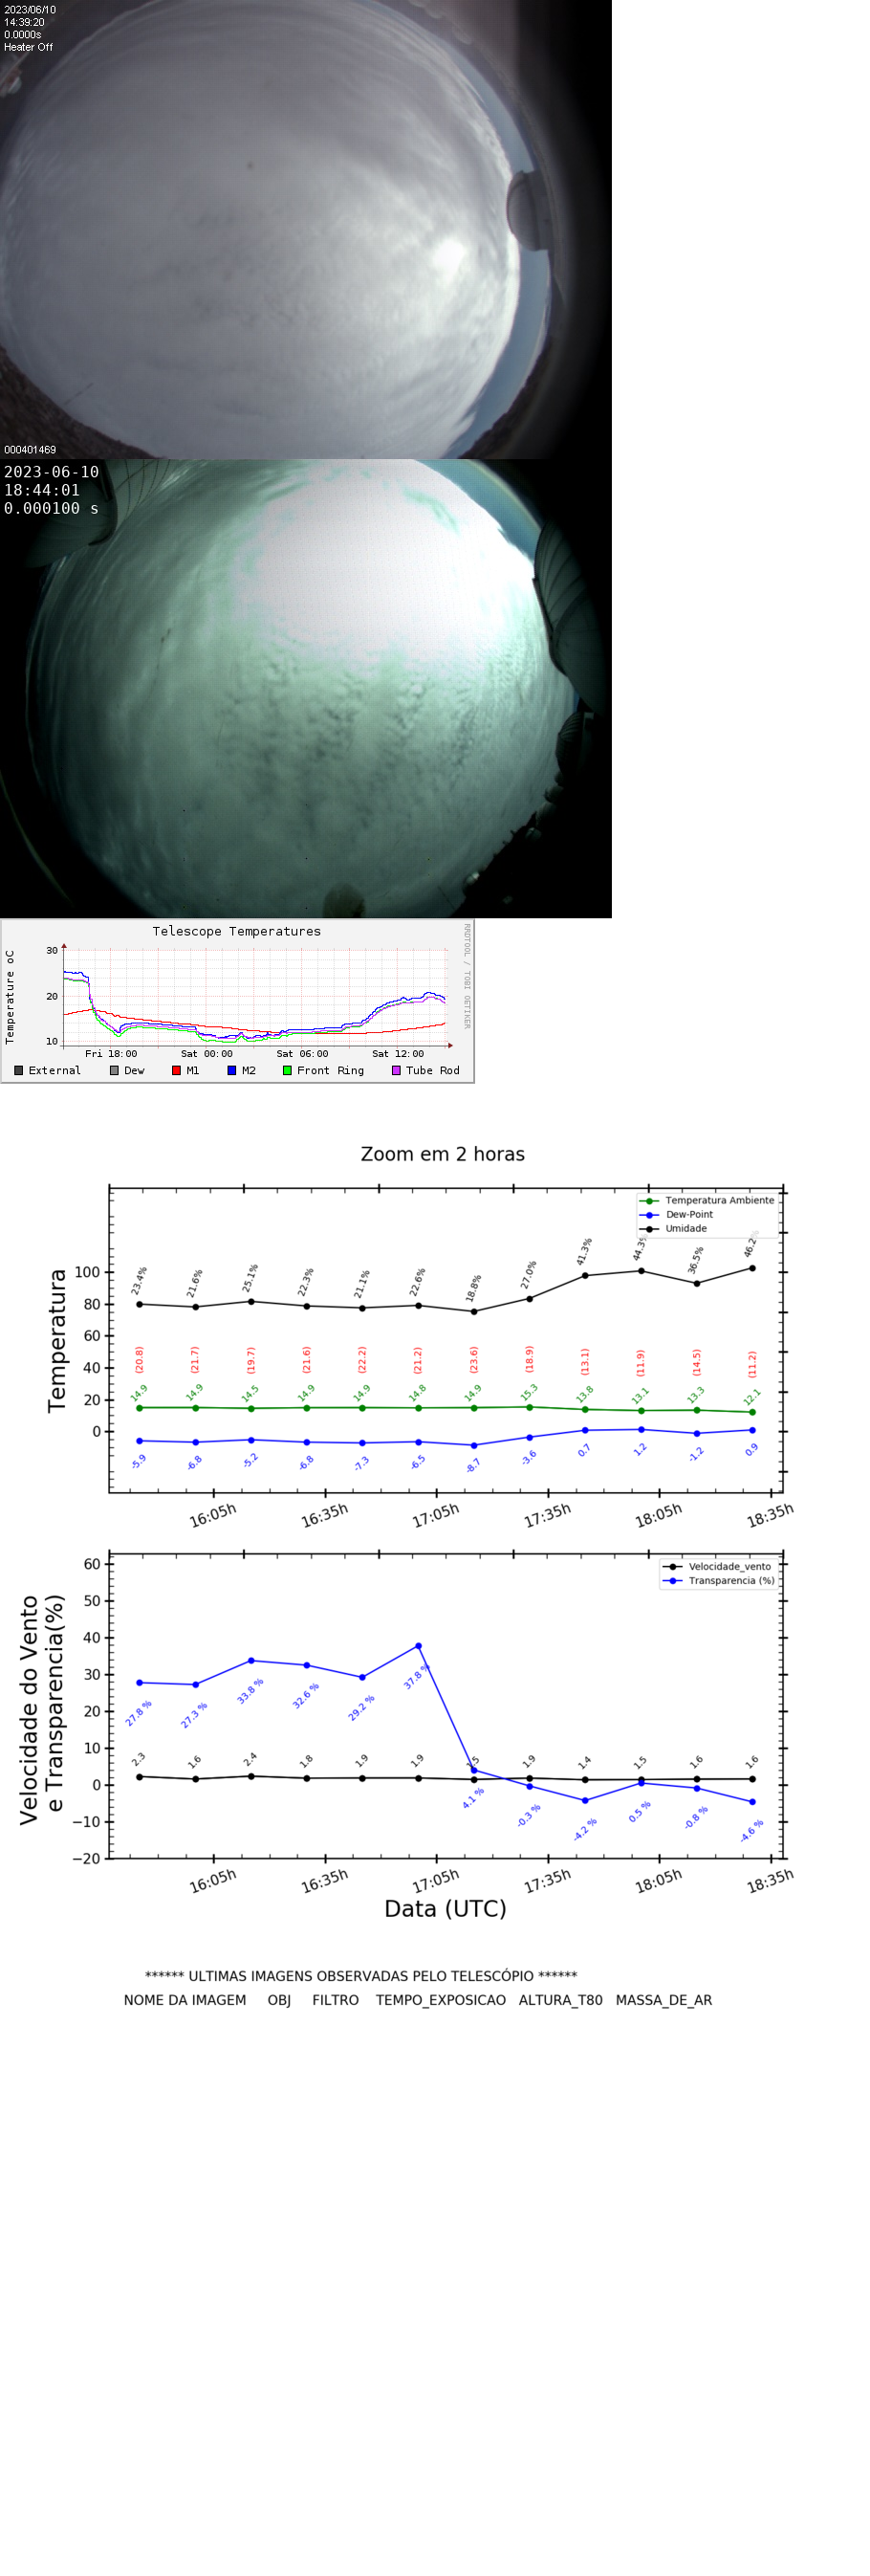 2023/06/10
14:39:20
0.0000s
Heater Off
000401469
2023-06-10
18:44:01
0.000100 s
Telescope Temperatures
RRDTOOL / TOBI OETIKER
Temperature oC
30
20
10
Fri 18:00 Sat 00:00 Sat 06:00 Sat 12:00
External Dew M1 M2 Front Ring Tube Rod
Zoom em 2 horas
Temperatura Ambiente
Dew-Point
Umidade
Temperatura
100
80
60
40
20
0
23.4% 21.6% 25.1% 22.3% 21.1% 22.6% 18.8% 27.0% 41.3% 44.3% 36.5% 46.2
(20.8) (21.7) (19.7) (21.6) (22.2) (21.2) (23.6) (18.9) (13.1) (11.9) (14.5) (11.2)
14.9 14.9 14.5 14.9 14.9 14.8 14.9 15.3 13.8 13.1 13.3 12.1
-5.9 -6.8 -5.2 -6.8 -7.3 -6.5 -8.7 -3.6 0.7 1.2 -1.2 0.9
16:05h 16:35h 17:05h 17:35h 18:05h 18:35h
Velocidade_vento
Transparencia (%)
Velocidade do Vento
e Transparencia(%)
60
50
40
30
20
10
0
−10
−20
27.8 % 27.3 % 33.8 % 32.6 % 29.2 % 37.8 % 4.1 % -0.3 % -4.2 % 0.5 % -0.8 % -4.6 %
2.3 1.6 2.4 1.8 1.9 1.9 1.5 1.9 1.4 1.5 1.6 1.6
16:05h 16:35h 17:05h 17:35h 18:05h 18:35h
Data (UTC)
****** ULTIMAS IMAGENS OBSERVADAS PELO TELESCÓPIO ******
NOME DA IMAGEM OBJ FILTRO TEMPO_EXPOSICAO ALTURA_T80 MASSA_DE_AR